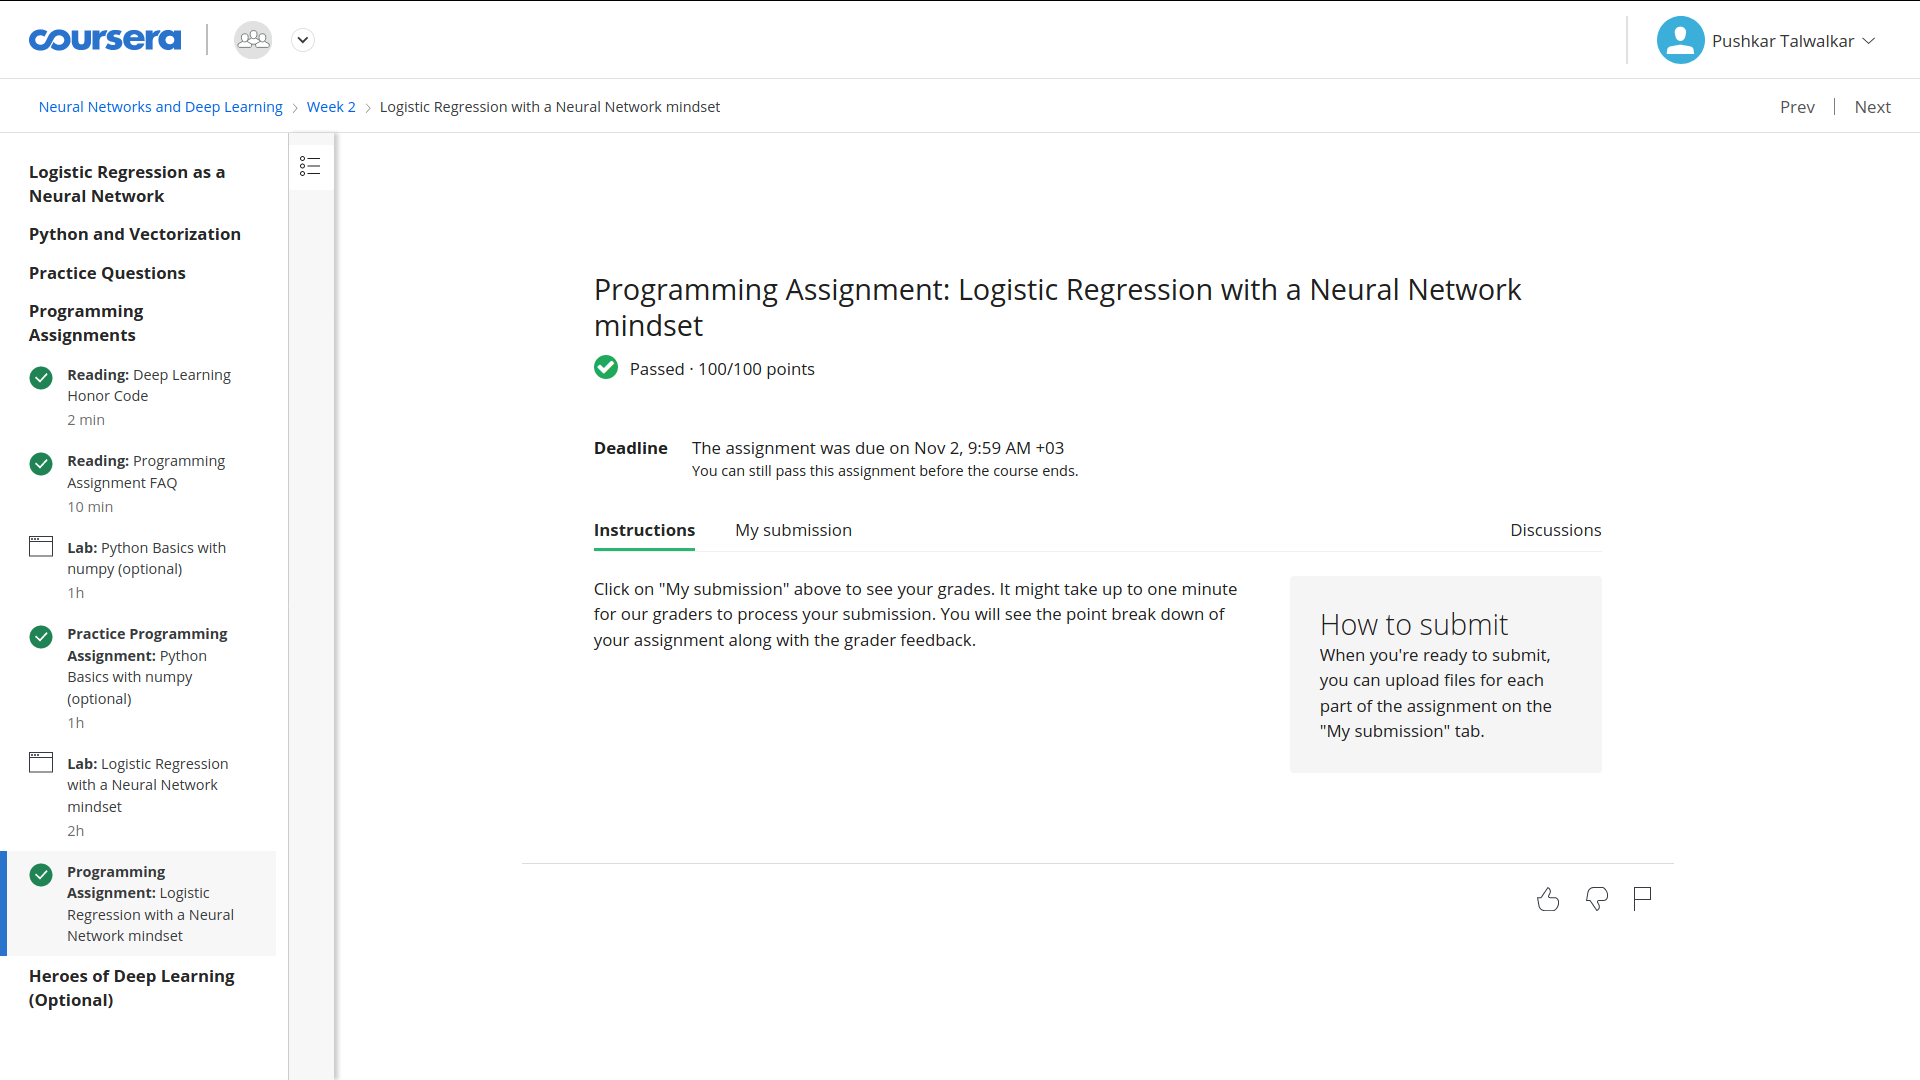 coursera
Pushkar Talwalkar
Neural Networks and Deep Learning > Week 2 > Logistic Regression with a Neural Network mindset
Prev | Next
Logistic Regression as a
Neural Network
Python and Vectorization
Practice Questions
Programming
Assignments
Reading: Deep Learning
Honor Code
2 min
Reading: Programming
Assignment FAQ
10 min
Lab: Python Basics with
numpy (optional)
1h
Practice Programming
Assignment: Python
Basics with numpy
(optional)
1h
Lab: Logistic Regression
with a Neural Network
mindset
2h
Programming
Assignment: Logistic
Regression with a Neural
Network mindset
Heroes of Deep Learning
(Optional)
Programming Assignment: Logistic Regression with a Neural Network
mindset
Passed · 100/100 points
Deadline The assignment was due on Nov 2, 9:59 AM +03
You can still pass this assignment before the course ends.
Instructions My submission Discussions
Click on "My submission" above to see your grades. It might take up to one minute
for our graders to process your submission. You will see the point break down of
your assignment along with the grader feedback.
How to submit
When you're ready to submit,
you can upload files for each
part of the assignment on the
"My submission" tab.